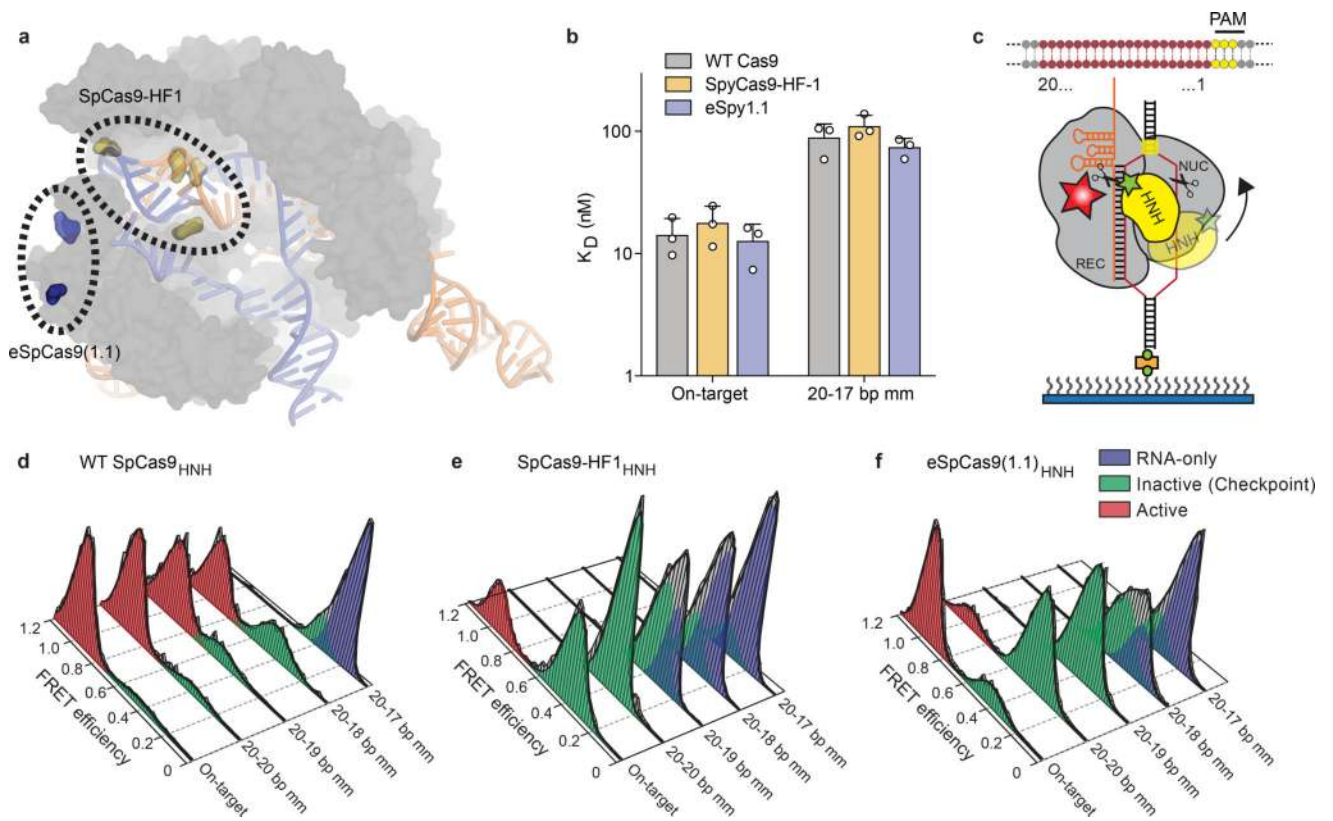 a
SpCas9-HF1
eSpCas9(1.1)
b
WT Cas9
SpyCas9-HF-1
eSpy1.1
K_D (nM)
100
10
1
On-target
20-17 bp mm
c
PAM
20...
...1
NUC
HNH
HNH
REC
d WT SpCas9_HNH
1.2
1.0
0.8
0.6
0.4
0.2
0
FRET efficiency
On-target
20-20 bp mm
20-19 bp mm
20-18 bp mm
20-17 bp mm
e SpCas9-HF1_HNH
1.2
1.0
0.8
0.6
0.4
0.2
0
FRET efficiency
On-target
20-20 bp mm
20-19 bp mm
20-18 bp mm
20-17 bp mm
f eSpCas9(1.1)_HNH
RNA-only
Inactive (Checkpoint)
Active
1.2
1.0
0.8
0.6
0.4
0.2
0
FRET efficiency
On-target
20-20 bp mm
20-19 bp mm
20-18 bp mm
20-17 bp mm